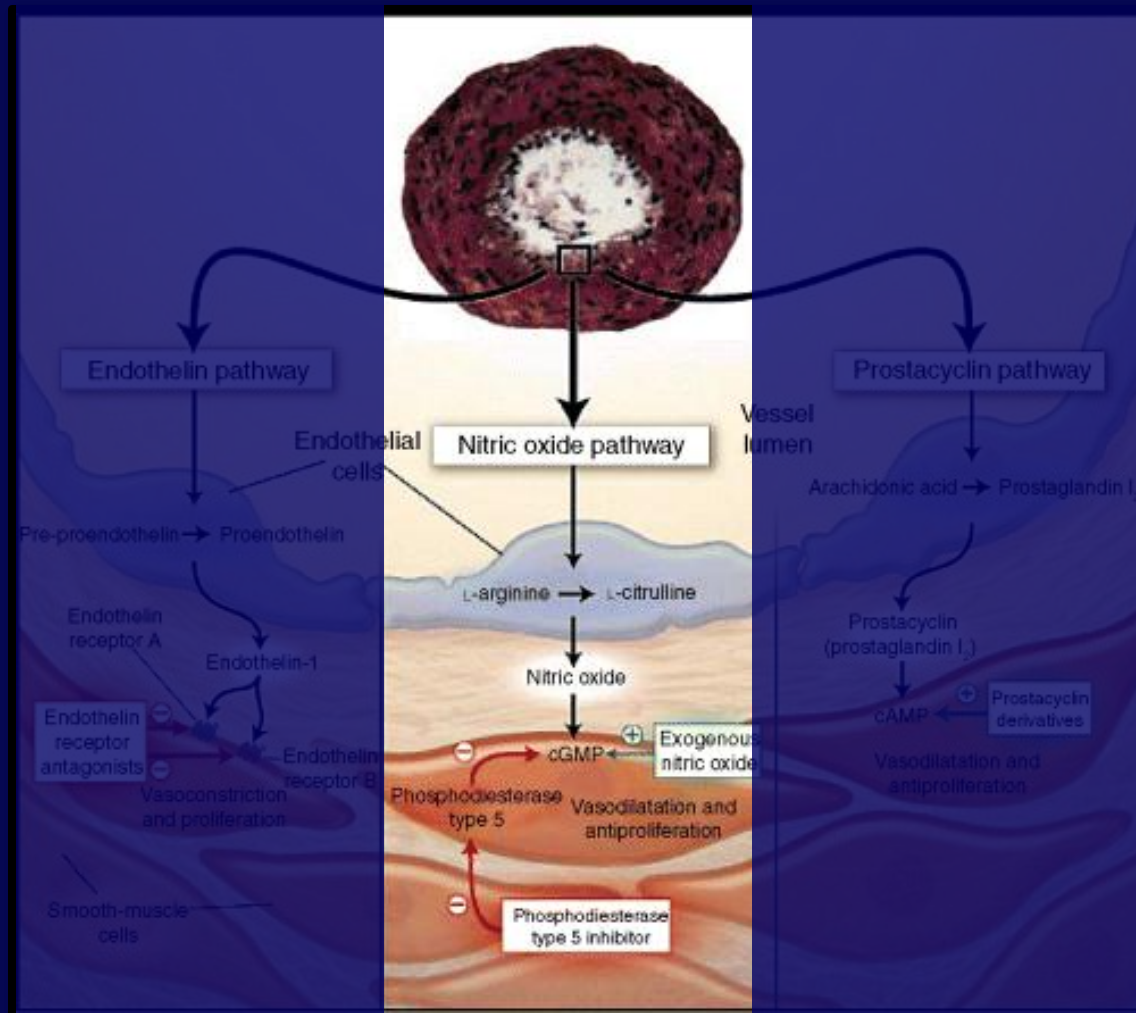 Endothelin pathway
Prostacyclin pathway
Nitric oxide pathway
Vessel
lumen
Endothelial
cells
Pre-proendothelin → Proendothelin
L-arginine → L-citrulline
Arachidonic acid → Prostaglandin I
Endothelin
receptor A
Endothelin-1
Endothelin
receptor antagonists
Endothelin
receptor B
Vasoconstriction
and proliferation
Smooth-muscle
cells
Nitric oxide
cGMP
Exogenous
nitric oxide
Phosphodiesterase
type 5
Vasodilatation and
antiproliferation
Phosphodiesterase
type 5 inhibitor
Prostacyclin
(prostaglandin I2)
cAMP
Prostacyclin
derivatives
Vasodilatation and
antiproliferation